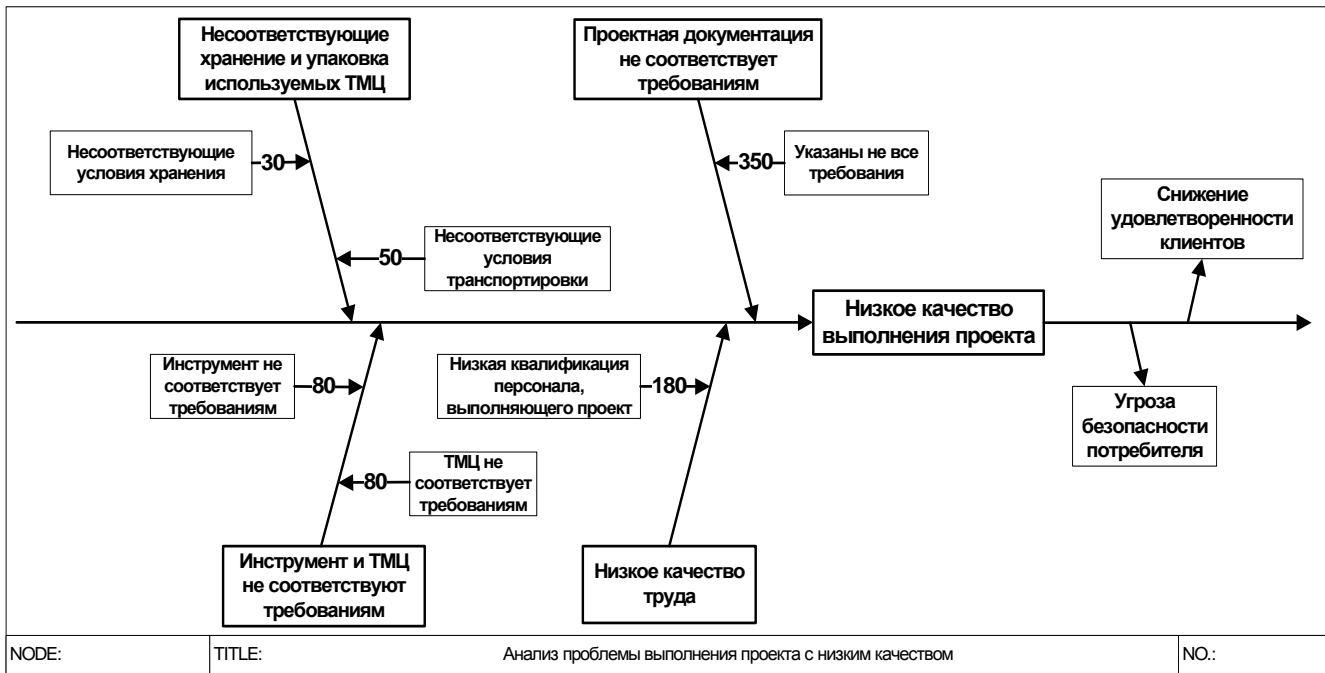 Несоответствующие
хранение и упаковка
используемых ТМЦ
Проектная документация
не соответствует
требованиям
Несоответствующие
условия хранения
30
350
Указаны не все
требования
Снижение
удовлетворенности
клиентов
50
Несоответствующие
условия
транспортировки
Низкое качество
выполнения проекта
Инструмент не
соответствует
требованиям
80
Низкая квалификация
персонала,
выполняющего проект
180
Угроза
безопасности
потребителя
80
ТМЦ не
соответствует
требованиям
Инструмент и ТМЦ
не соответствуют
требованиям
Низкое качество
труда
NODE:
TITLE:
Анализ проблемы выполнения проекта с низким качеством
NO.: